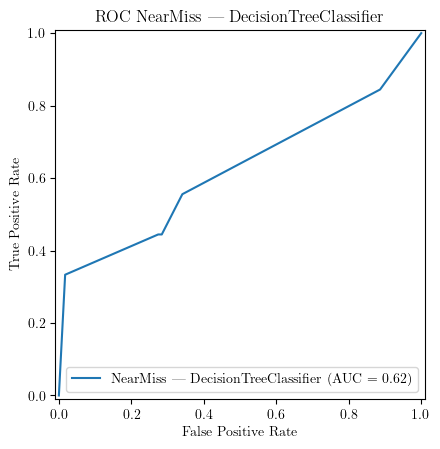 ROC NearMiss — DecisionTreeClassifier
True Positive Rate
1.0
0.8
0.6
0.4
0.2
0.0
NearMiss — DecisionTreeClassifier (AUC = 0.62)
0.0 0.2 0.4 0.6 0.8 1.0
False Positive Rate